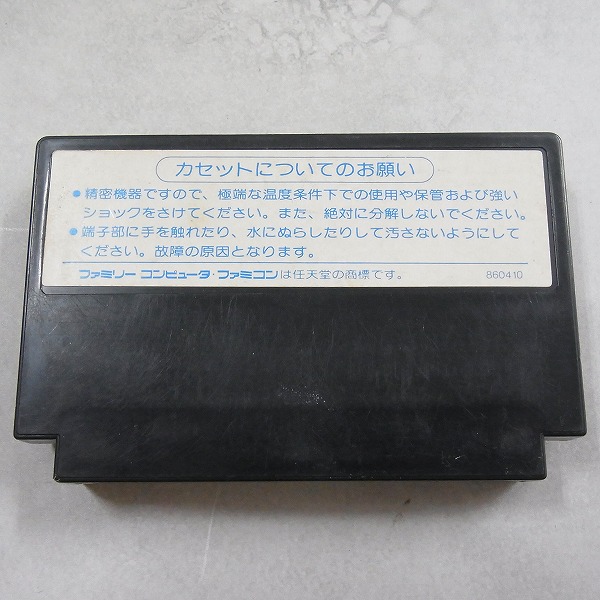 カセットについてのお願い
●精密機器ですので、極端な温度条件下での使用や保管および強い
ショックをさけてください。また、絶対に分解しないでください。
●端子部に手を触れたり、水にぬらしたりして汚さないようにして
ください。故障の原因となります。
ファミリー コンピュータ・ファミコンは任天堂の商標です。 860410